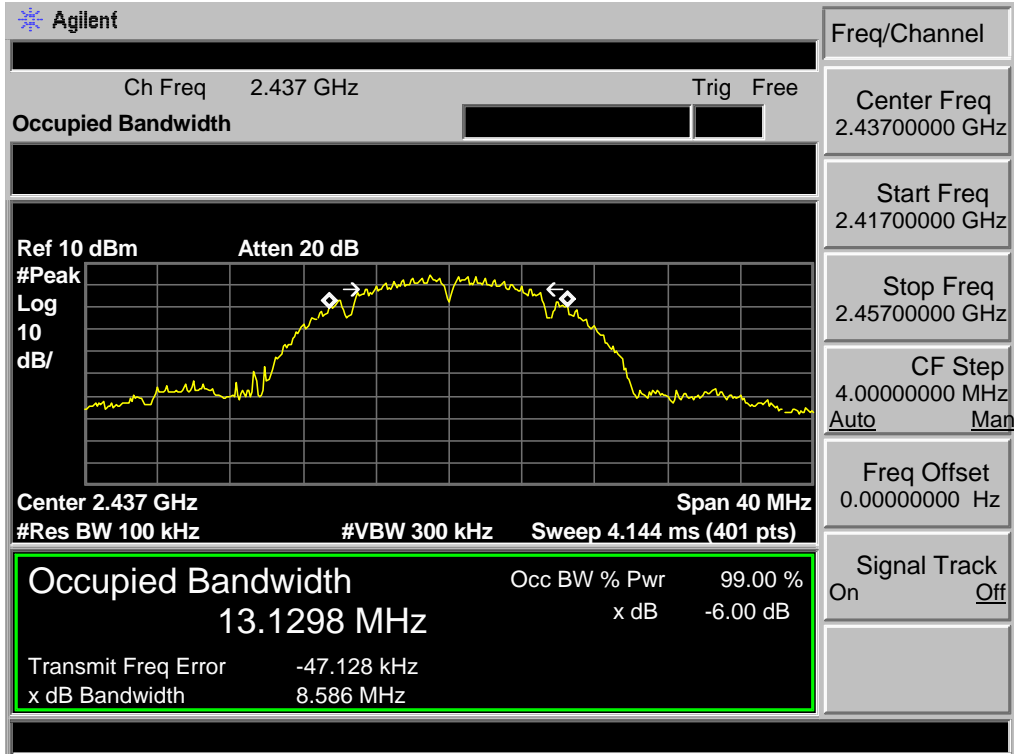 Agilent
Freq/Channel
Ch Freq 2.437 GHz Trig Free
Occupied Bandwidth
Center Freq
2.43700000 GHz
Start Freq
2.41700000 GHz
Stop Freq
2.45700000 GHz
CF Step
4.00000000 MHz
Auto Man
Freq Offset
0.00000000 Hz
Signal Track
On Off
Ref 10 dBm Atten 20 dB
#Peak
Log
10
dB/
Center 2.437 GHz Span 40 MHz
#Res BW 100 kHz #VBW 300 kHz Sweep 4.144 ms (401 pts)
Occupied Bandwidth
13.1298 MHz
Occ BW % Pwr 99.00 %
x dB -6.00 dB
Transmit Freq Error -47.128 kHz
x dB Bandwidth 8.586 MHz